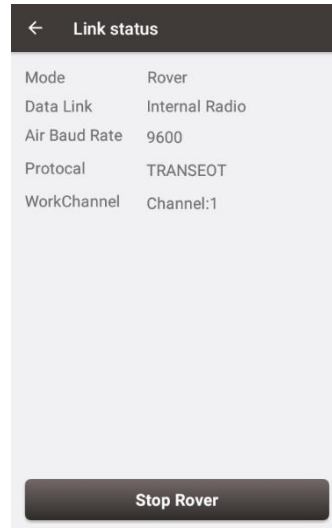 Link status
Mode Rover
Data Link Internal Radio
Air Baud Rate 9600
Protocal TRANSEOT
WorkChannel Channel:1
Stop Rover